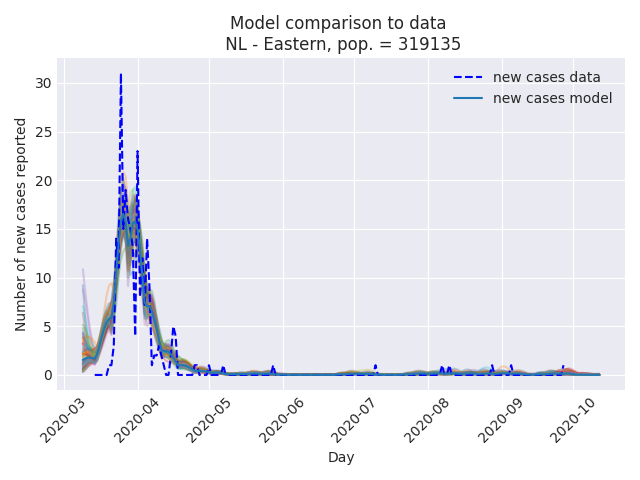 Model comparison to data
NL - Eastern, pop. = 319135
new cases data
new cases model
Number of new cases reported
30
25
20
15
10
5
0
2020-03
2020-04
2020-05
2020-06
2020-07
2020-08
2020-09
2020-10
Day